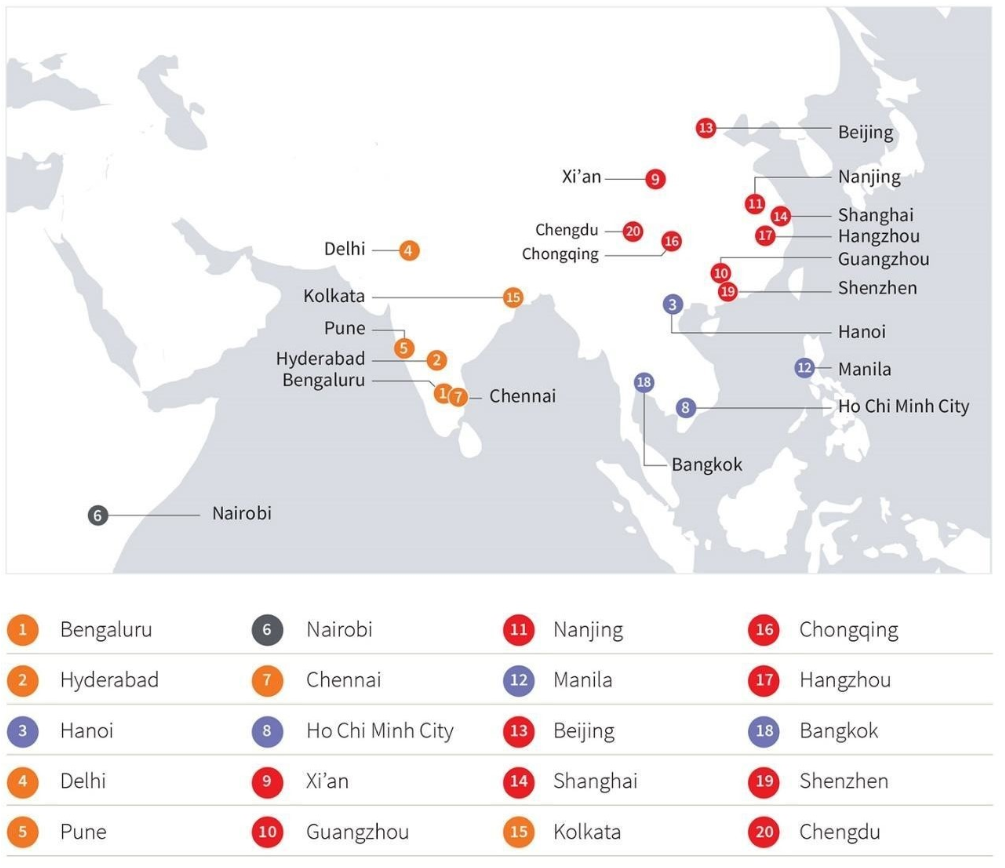 13
Beijing
Xi’an
9
Nanjing
11
14
Shanghai
Chengdu
20
17
Hangzhou
16
Chongqing
Delhi
4
Guangzhou
10
19
Shenzhen
Kolkata
15
3
Hanoi
Pune
5
Hyderabad
2
Bengaluru
1
7
Chennai
12
Manila
18
8
Ho Chi Minh City
Bangkok
6
Nairobi
1 Bengaluru
6 Nairobi
11 Nanjing
16 Chongqing
2 Hyderabad
7 Chennai
12 Manila
17 Hangzhou
3 Hanoi
8 Ho Chi Minh City
13 Beijing
18 Bangkok
4 Delhi
9 Xi’an
14 Shanghai
19 Shenzhen
5 Pune
10 Guangzhou
15 Kolkata
20 Chengdu